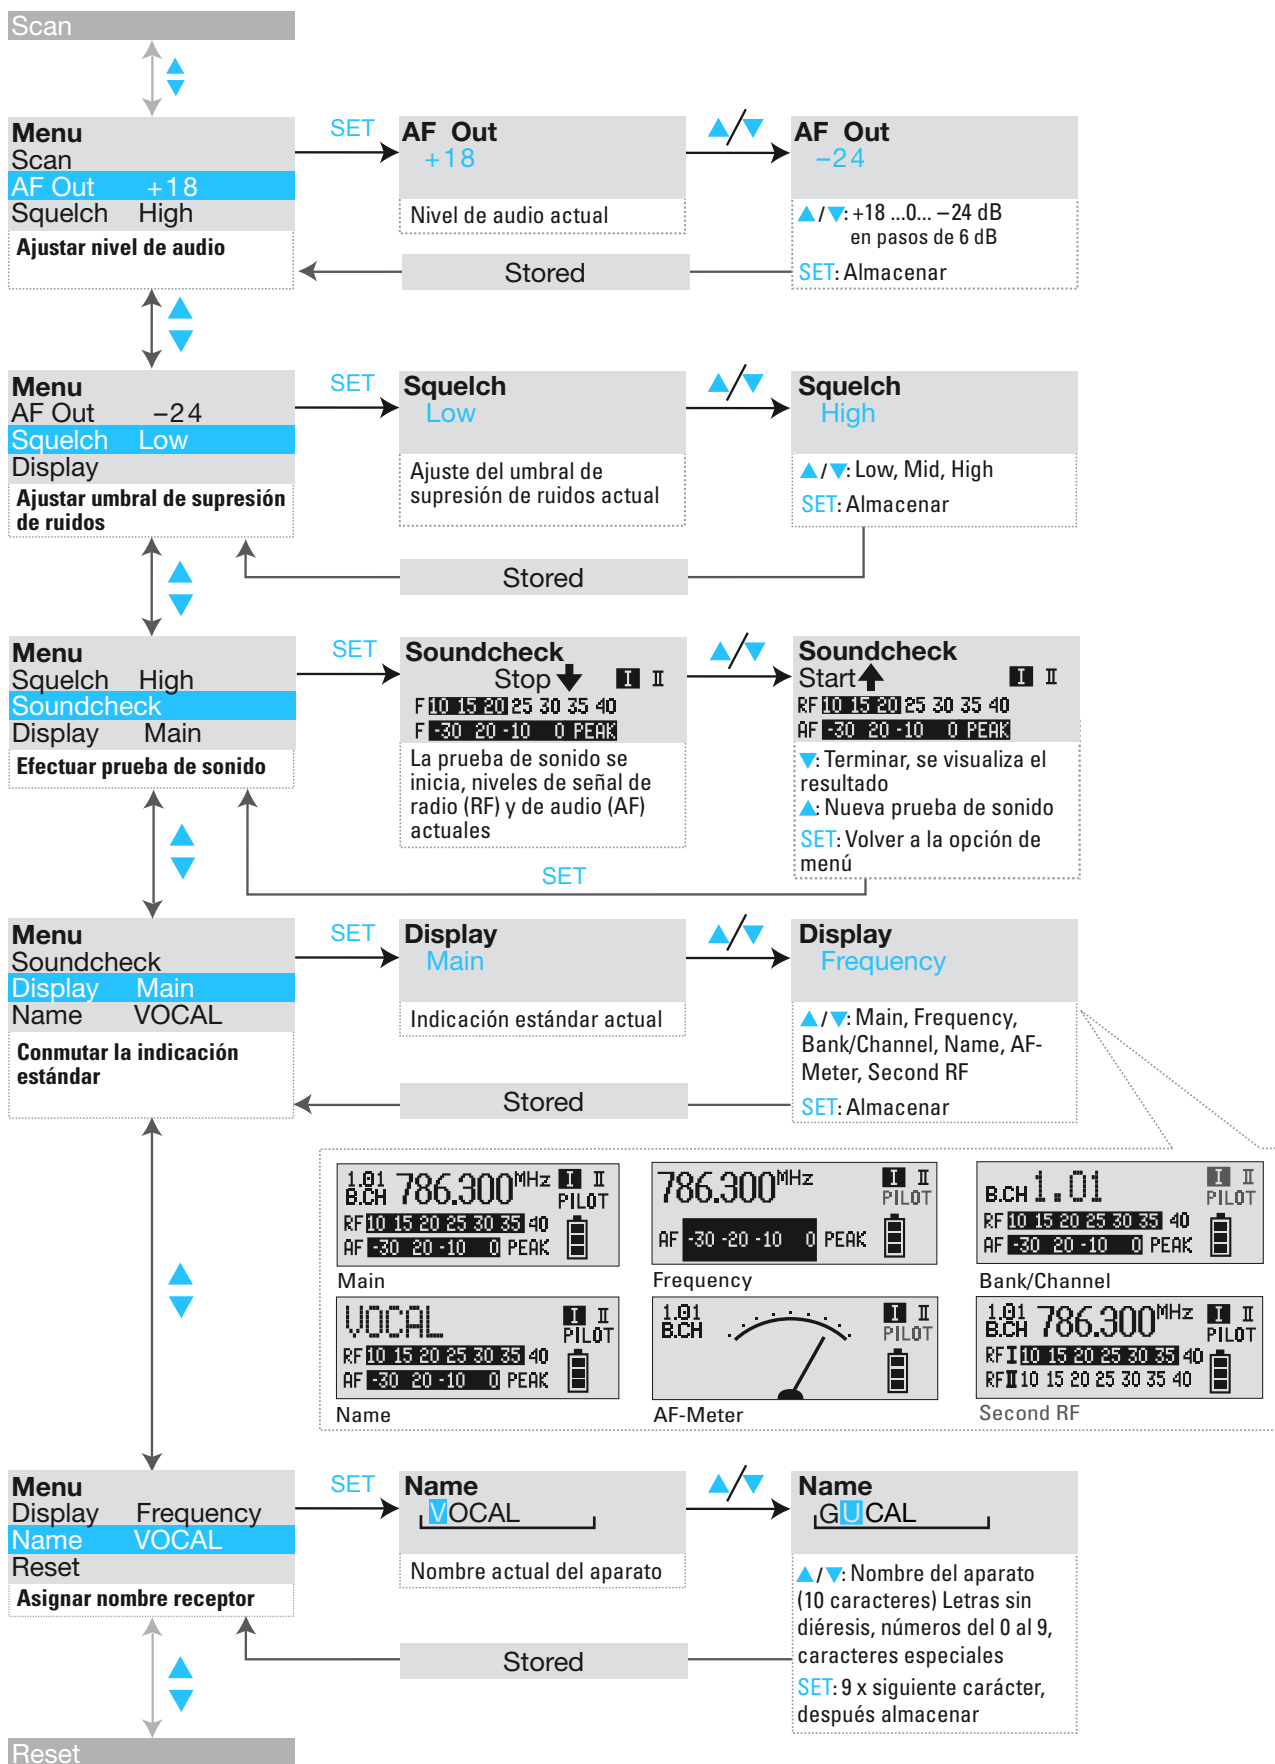 Scan
Menu
Scan
AF Out +18
Squelch High
Ajustar nivel de audio
SET
AF Out
+18
Nivel de audio actual
AF Out
−24
▲/▼: +18 ...0... −24 dB
en pasos de 6 dB
SET: Almacenar
Stored
Menu
AF Out −24
Squelch Low
Display
Ajustar umbral de supresión
de ruidos
SET
Squelch
Low
Ajuste del umbral de
supresión de ruidos actual
Squelch
High
▲/▼: Low, Mid, High
SET: Almacenar
Stored
Menu
Squelch High
Soundcheck
Display Main
Efectuar prueba de sonido
SET
Soundcheck
Stop I II
F 10 15 20 25 30 35 40
F -30 20 -10 0 PEAK
La prueba de sonido se
inicia, niveles de señal de
radio (RF) y de audio (AF)
actuales
Soundcheck
Start I II
RF 10 15 20 25 30 35 40
AF -30 20 -10 0 PEAK
▼: Terminar, se visualiza el
resultado
▲: Nueva prueba de sonido
SET: Volver a la opción de
menú
SET
Menu
Soundcheck
Display Main
Name VOCAL
Conmutar la indicación
estándar
SET
Display
Main
Indicación estándar actual
Display
Frequency
▲/▼: Main, Frequency,
Bank/Channel, Name, AF-
Meter, Second RF
SET: Almacenar
Stored
1.01
B.CH 786.300 MHz I II
PILOT
RF 10 15 20 25 30 35 40
AF -30 20 -10 0 PEAK
Main
786.300 MHz I II
PILOT
AF -30 -20 -10 0 PEAK
Frequency
B.CH 1.01 I II
PILOT
RF 10 15 20 25 30 35 40
AF -30 20 -10 0 PEAK
Bank/Channel
VOCAL I II
PILOT
RF 10 15 20 25 30 35 40
AF -30 20 -10 0 PEAK
Name
1.01
B.CH I II
PILOT
AF-Meter
1.01
B.CH 786.300 MHz I II
PILOT
RF I 10 15 20 25 30 35 40
RF II 10 15 20 25 30 35 40
Second RF
Menu
Display Frequency
Name VOCAL
Reset
Asignar nombre receptor
SET
Name
VOCAL
Nombre actual del aparato
Name
GUCAL
▲/▼: Nombre del aparato
(10 caracteres) Letras sin
diéresis, números del 0 al 9,
caracteres especiales
SET: 9 x siguiente carácter,
después almacenar
Stored
Reset